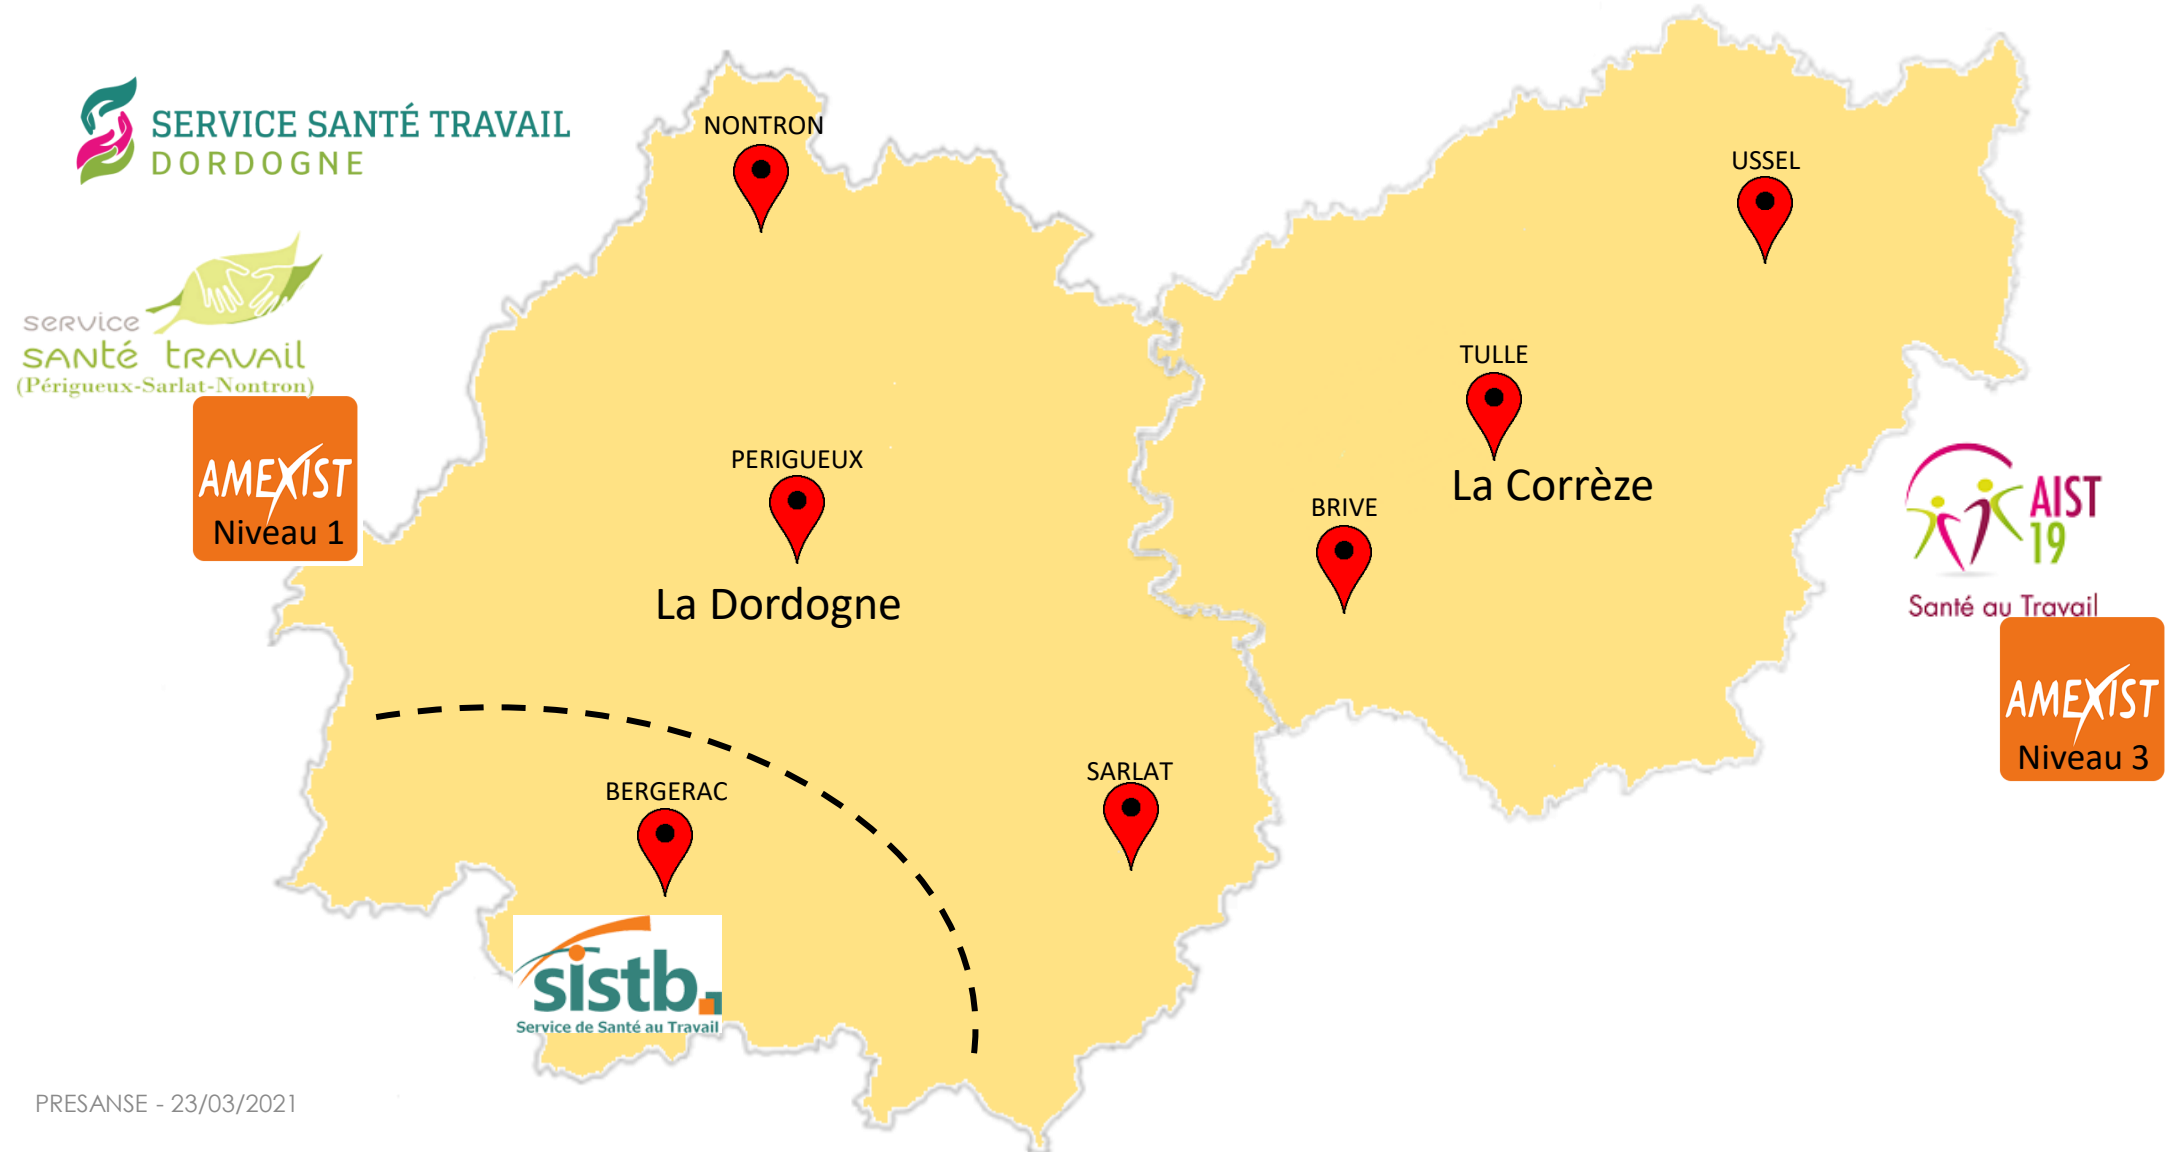 SERVICE SANTÉ TRAVAIL
DORDOGNE
service
santé travail
(Périgueux-Sarlat-Nontron)
AMEXIST
Niveau 1
NONTRON
PERIGUEUX
La Dordogne
BERGERAC
SARLAT
sistb
Service de Santé au Travail
USSEL
TULLE
La Corrèze
BRIVE
AIST
19
Santé au Travail
AMEXIST
Niveau 3
PRESANSE - 23/03/2021